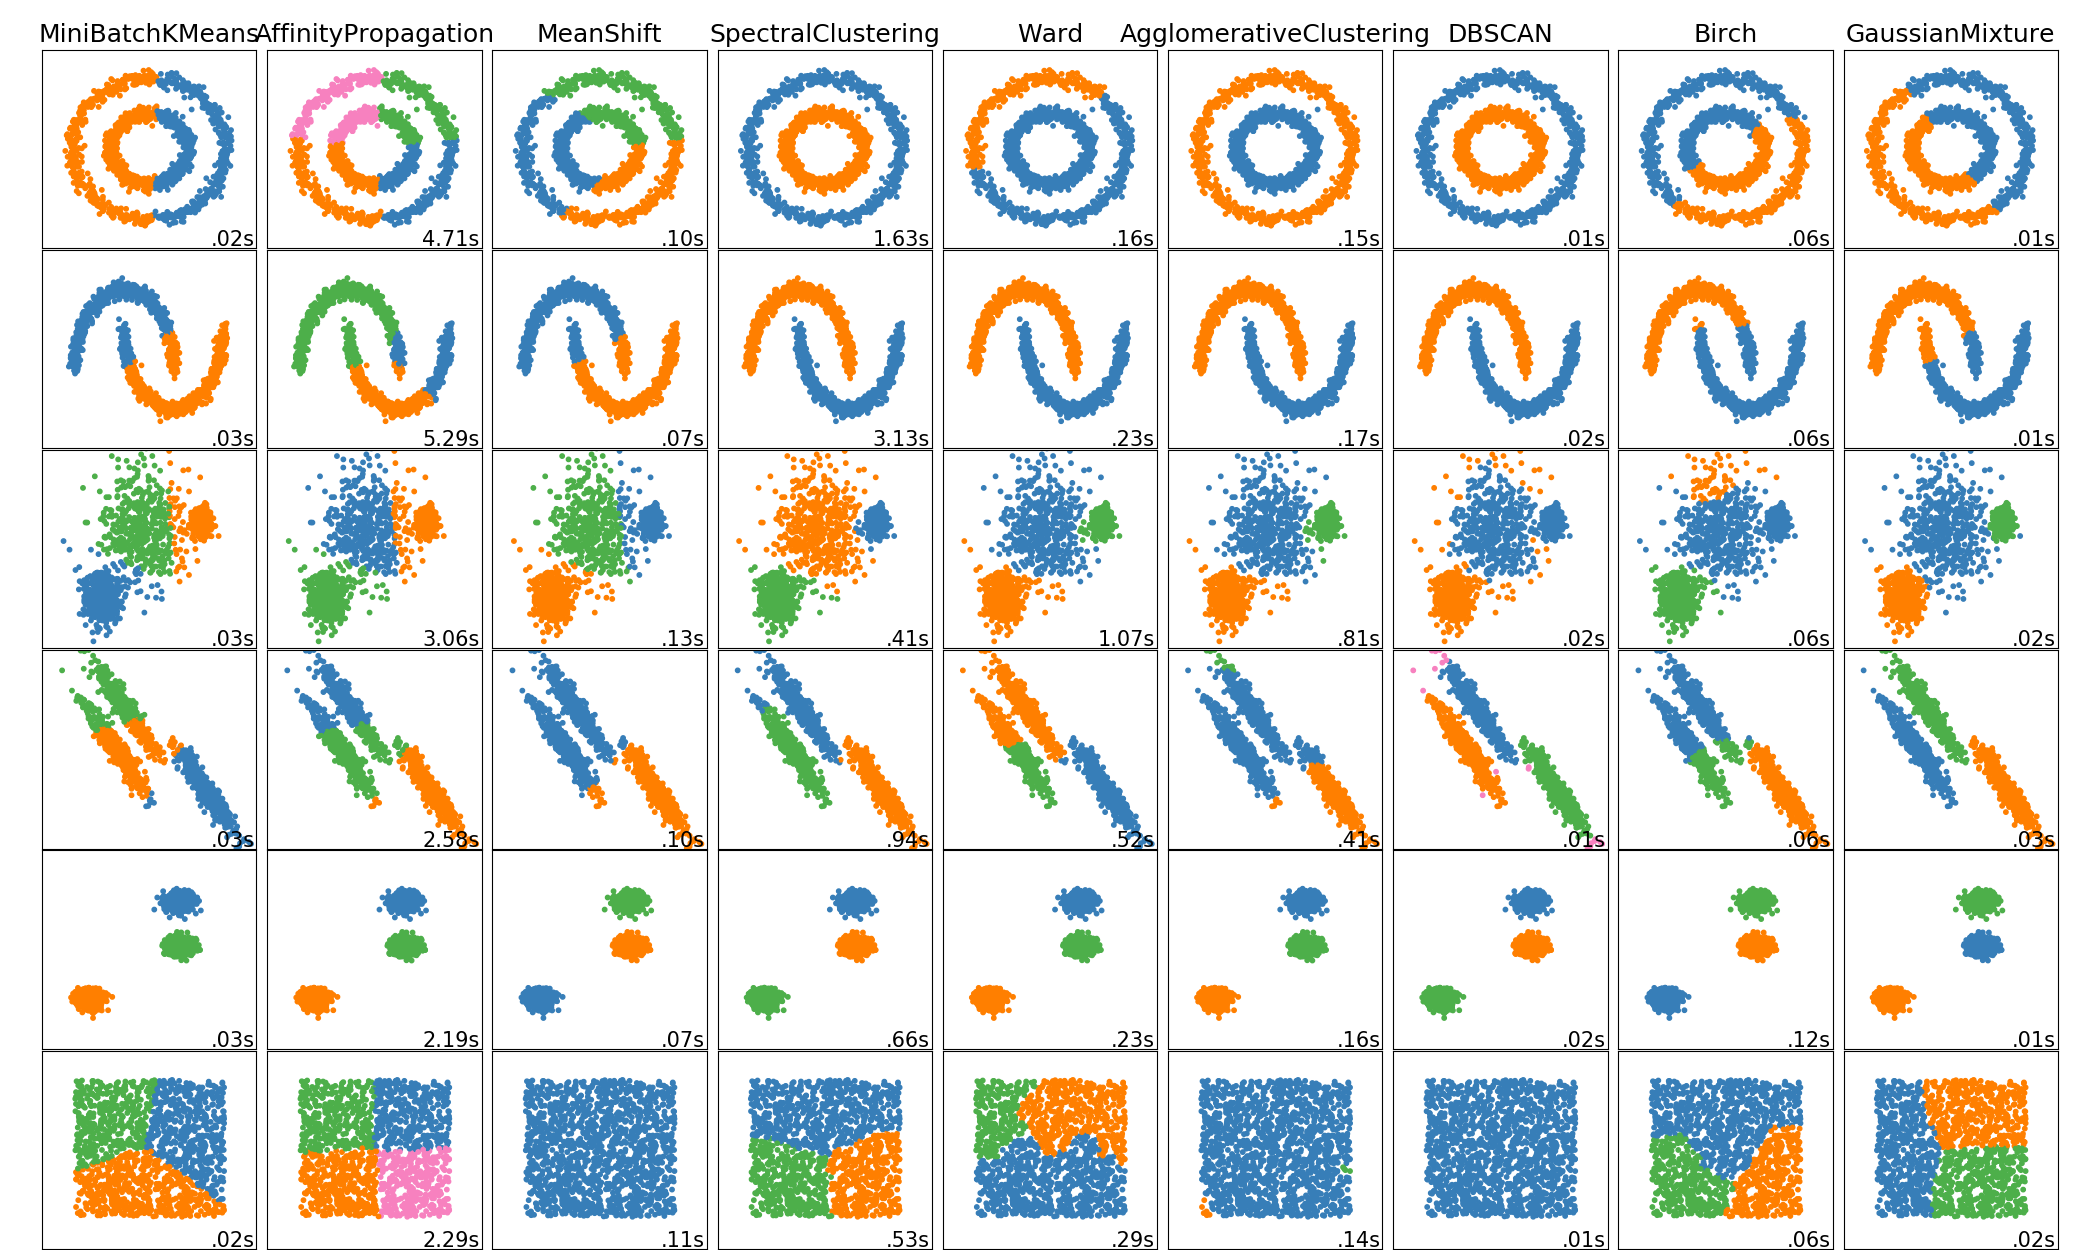 MiniBatchKMeans AffinityPropagation MeanShift SpectralClustering Ward AgglomerativeClustering DBSCAN Birch GaussianMixture
.02s 4.71s .10s 1.63s .16s .15s .01s .06s .01s
.03s 5.29s .07s 3.13s .23s .17s .02s .06s .01s
.03s 3.06s .13s .41s 1.07s .81s .02s .06s .02s
.03s 2.58s .10s .94s .52s .41s .01s .06s .03s
.03s 2.19s .07s .66s .23s .16s .02s .12s .01s
.02s 2.29s .11s .53s .29s .14s .01s .06s .02s